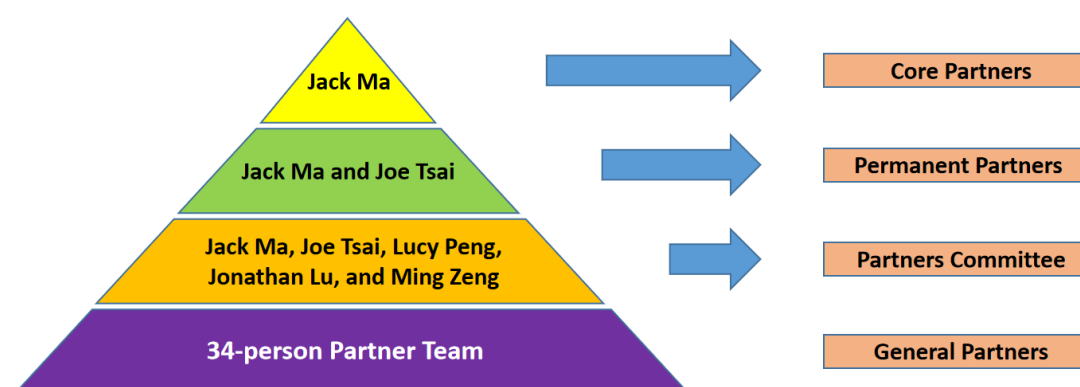 Jack Ma
Core Partners
Jack Ma and Joe Tsai
Permanent Partners
Jack Ma, Joe Tsai, Lucy Peng,
Jonathan Lu, and Ming Zeng
Partners Committee
34-person Partner Team
General Partners